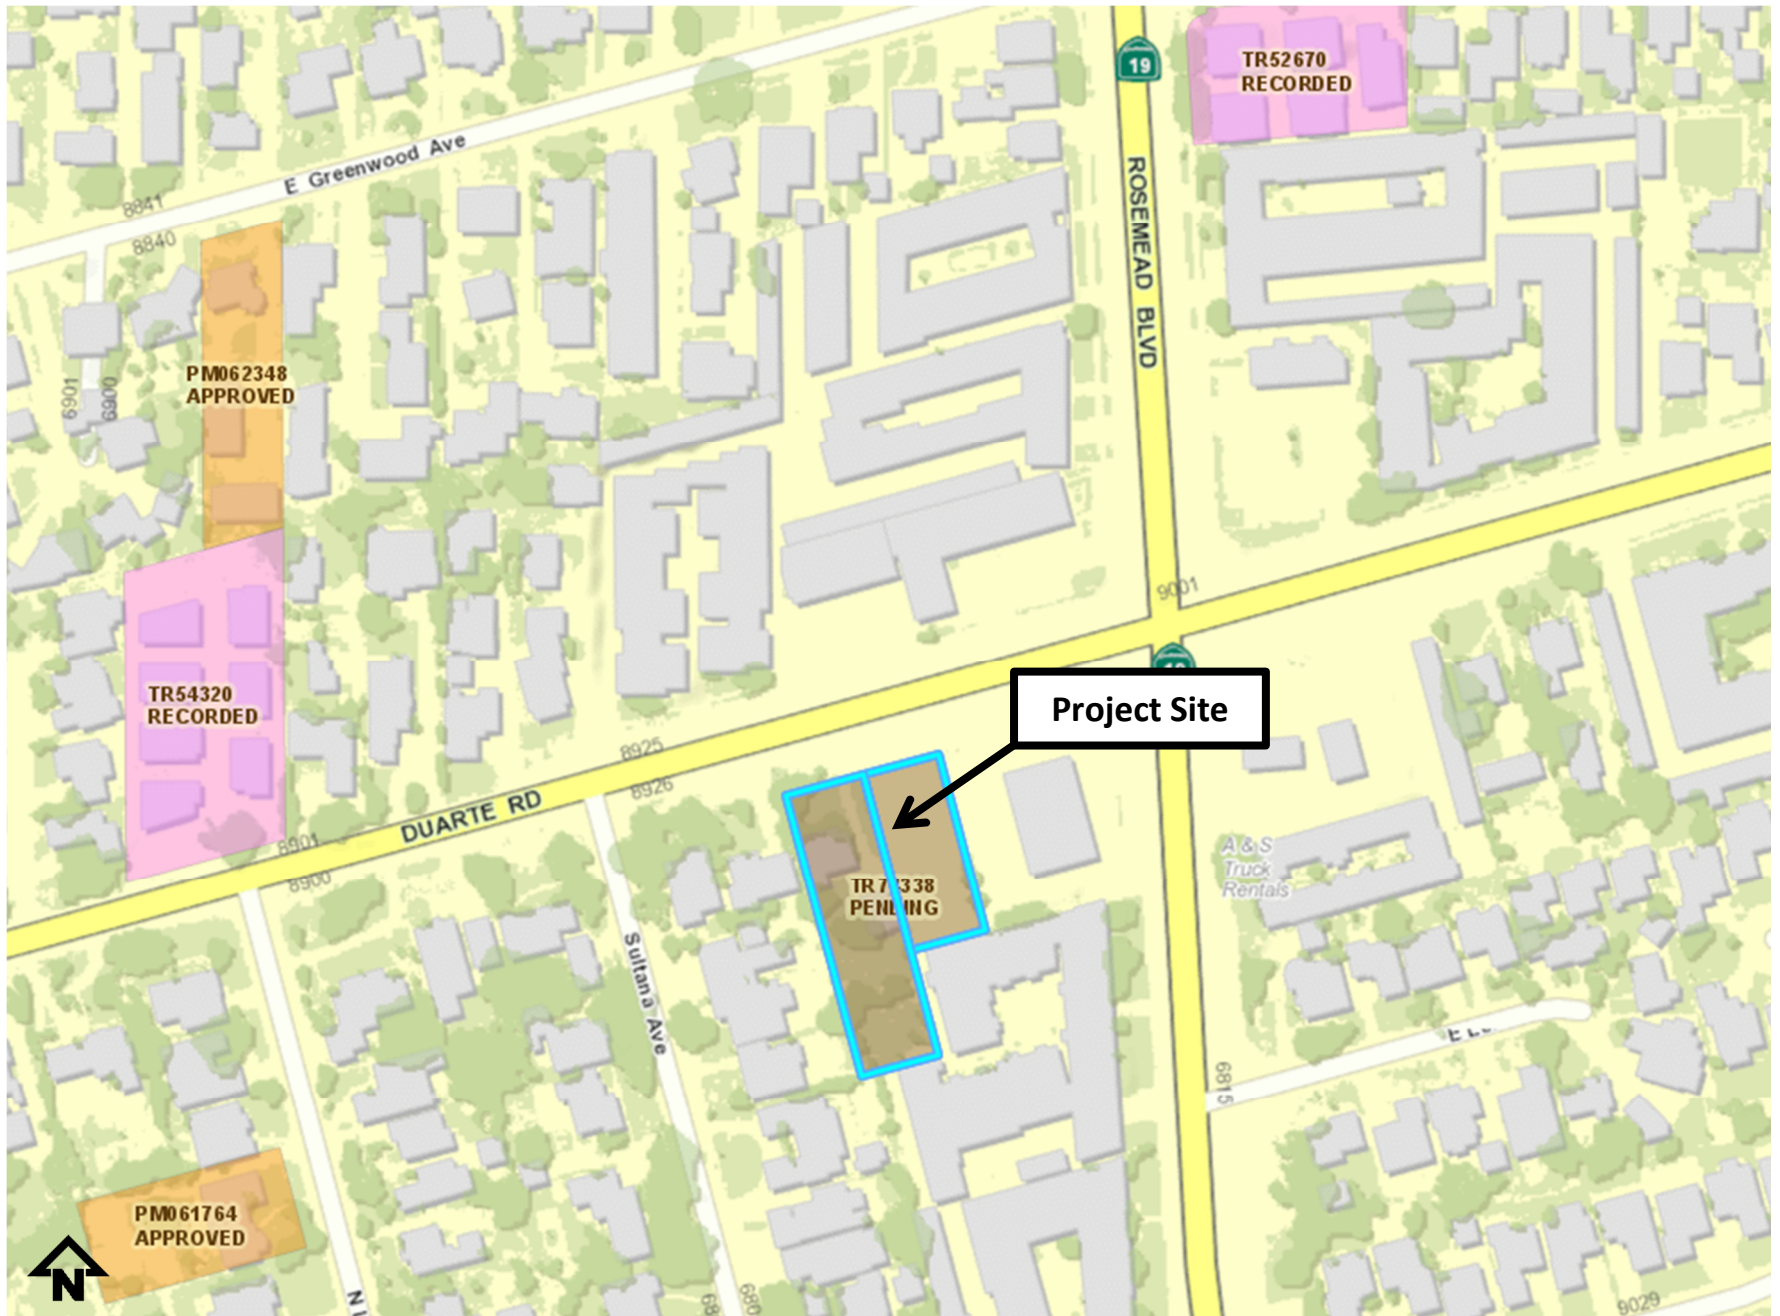 19
TR52670
RECORDED
E Greenwood Ave
8841
8840
ROSEMEAD BLVD
PM062348
APPROVED
6901
6900
9001
TR54320
RECORDED
Project Site
8925
8926
DUARTE RD
8901
8900
A & S
Truck
Rentals
PENDING
Sultana Ave
6815
PM061764
APPROVED
N
9029